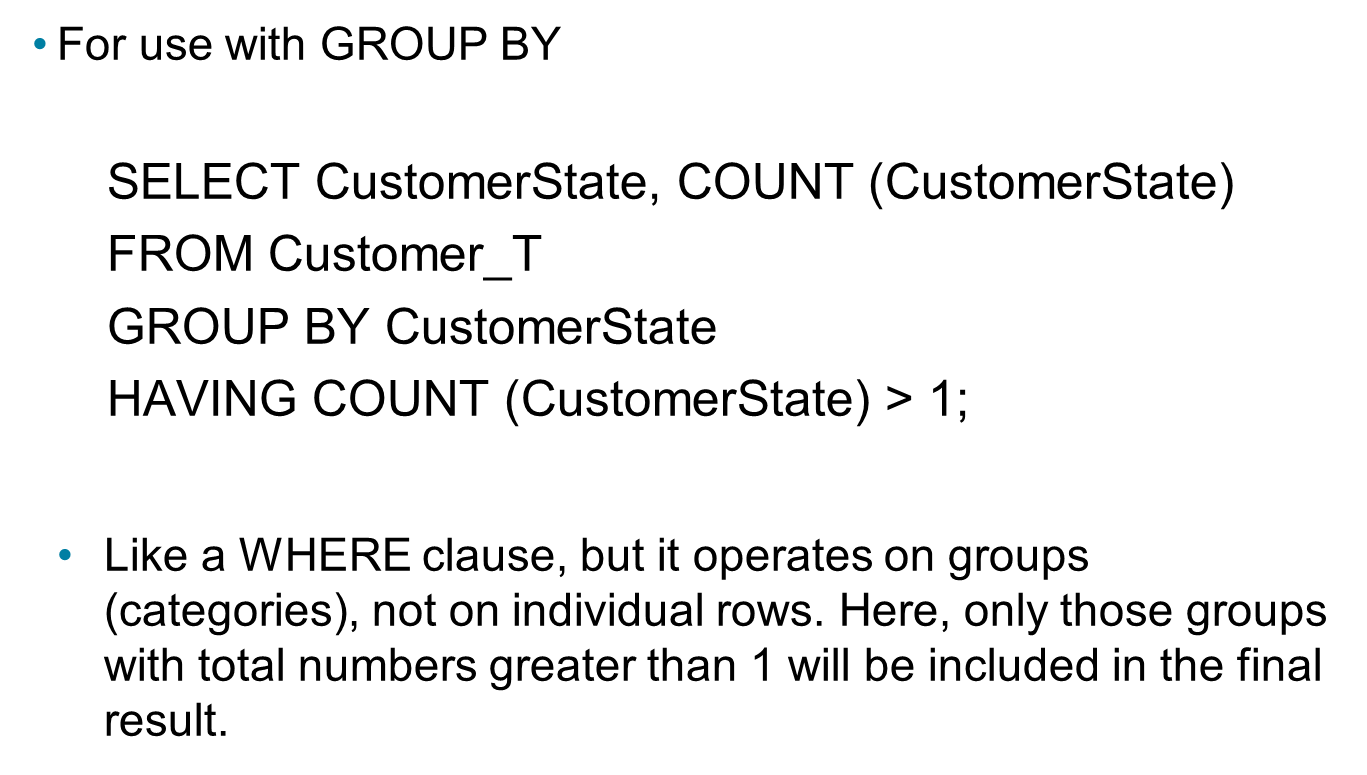 • For use with GROUP BY
SELECT CustomerState, COUNT (CustomerState)
FROM Customer_T
GROUP BY CustomerState
HAVING COUNT (CustomerState) > 1;
• Like a WHERE clause, but it operates on groups
(categories), not on individual rows. Here, only those groups
with total numbers greater than 1 will be included in the final
result.